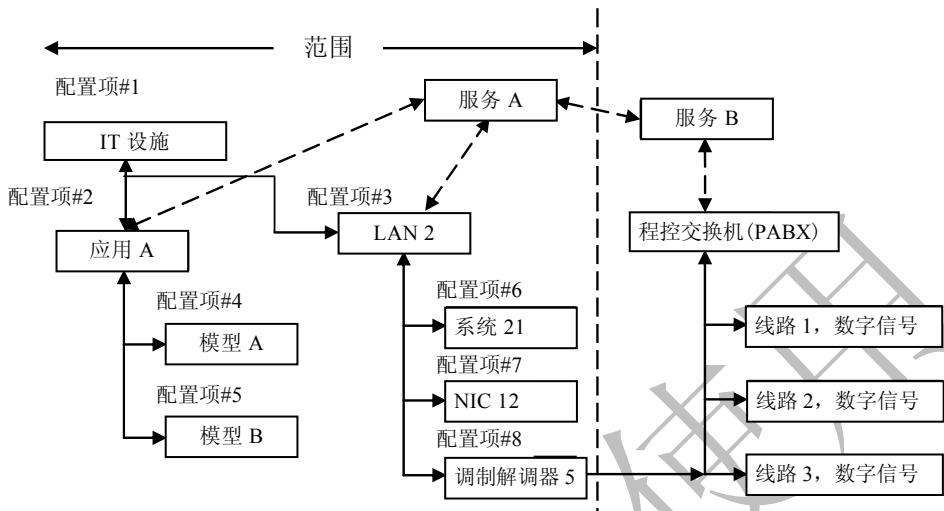 范围
配置项#1
服务 A
服务 B
IT 设施
配置项#2
配置项#3
应用 A
LAN 2
程控交换机(PABX)
配置项#4
配置项#6
模型 A
系统 21
线路 1，数字信号
配置项#5
配置项#7
模型 B
NIC 12
线路 2，数字信号
配置项#8
调制解调器 5
线路 3，数字信号
使用